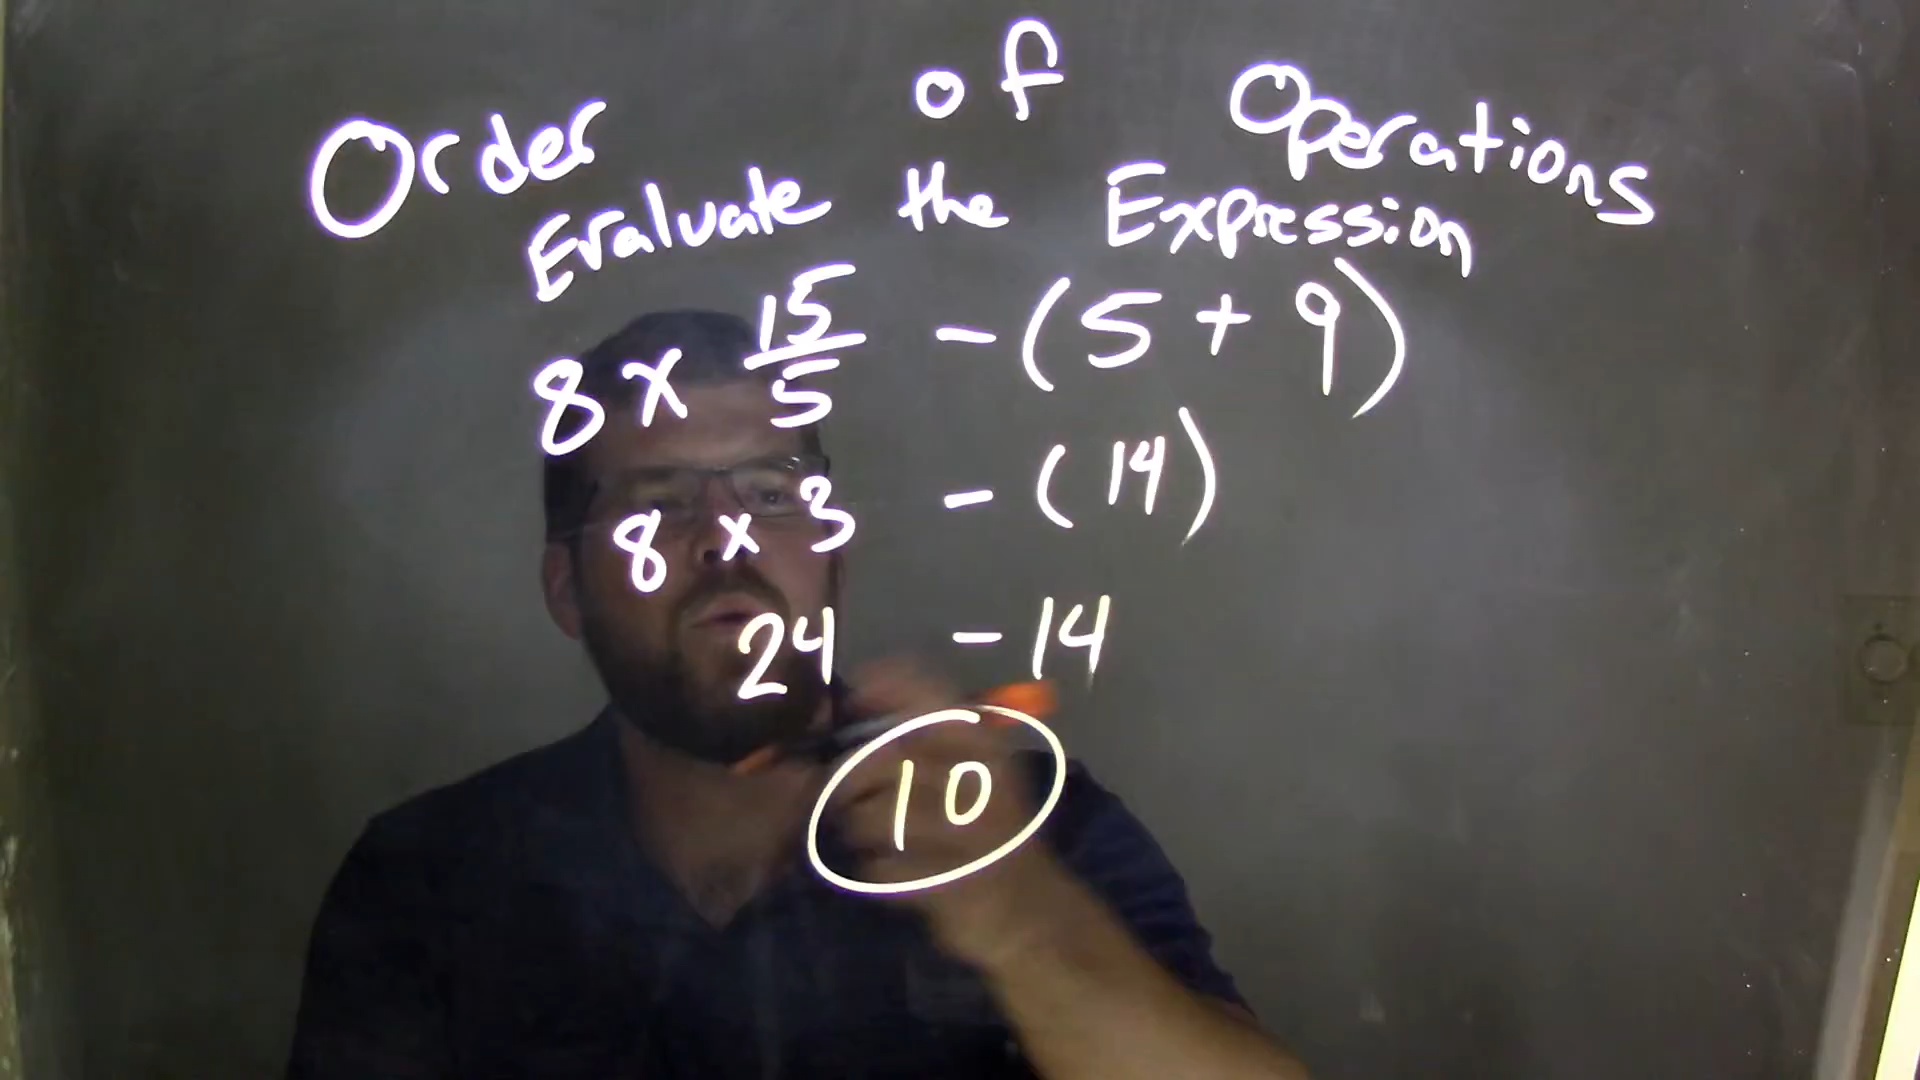 Order of Operations
Evaluate the Expression
8 x 15/5 - (5 + 9)
8 x 3 - (14)
24 - 14
10